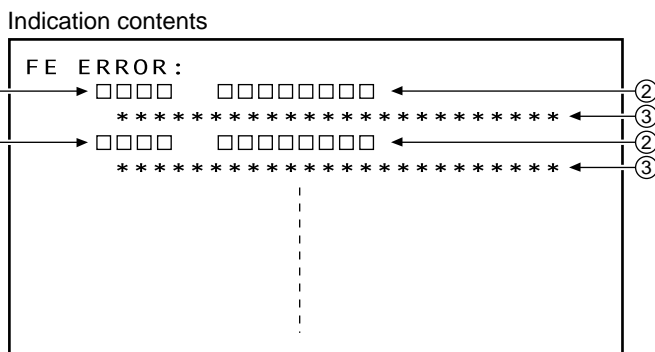 Indication contents
FE ERROR:
□□□□ □□□□□□□□ ②
* * * * * * * * * * * * * * * * * * * * * * * * ③
□□□□ □□□□□□□□ ②
* * * * * * * * * * * * * * * * * * * * * * * * ③